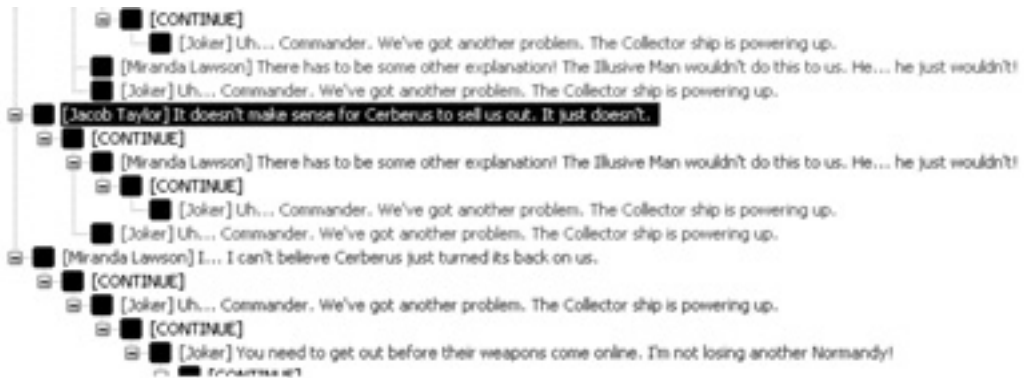 [CONTINUE]
[Joker] Uh... Commander. We've got another problem. The Collector ship is powering up.
[Miranda Lawson] There has to be some other explanation! The Illusive Man wouldn't do this to us. He... he just wouldn't!
[Joker] Uh... Commander. We've got another problem. The Collector ship is powering up.
[Jacob Taylor] It doesn't make sense for Cerberus to sell us out. It just doesn't.
[CONTINUE]
[Miranda Lawson] There has to be some other explanation! The Illusive Man wouldn't do this to us. He... he just wouldn't!
[CONTINUE]
[Joker] Uh... Commander. We've got another problem. The Collector ship is powering up.
[Joker] Uh... Commander. We've got another problem. The Collector ship is powering up.
[Miranda Lawson] I... I can't believe Cerberus just turned its back on us.
[CONTINUE]
[Joker] Uh... Commander. We've got another problem. The Collector ship is powering up.
[CONTINUE]
[Joker] You need to get out before their weapons come online. I'm not losing another Normandy!
[CONTINUE]